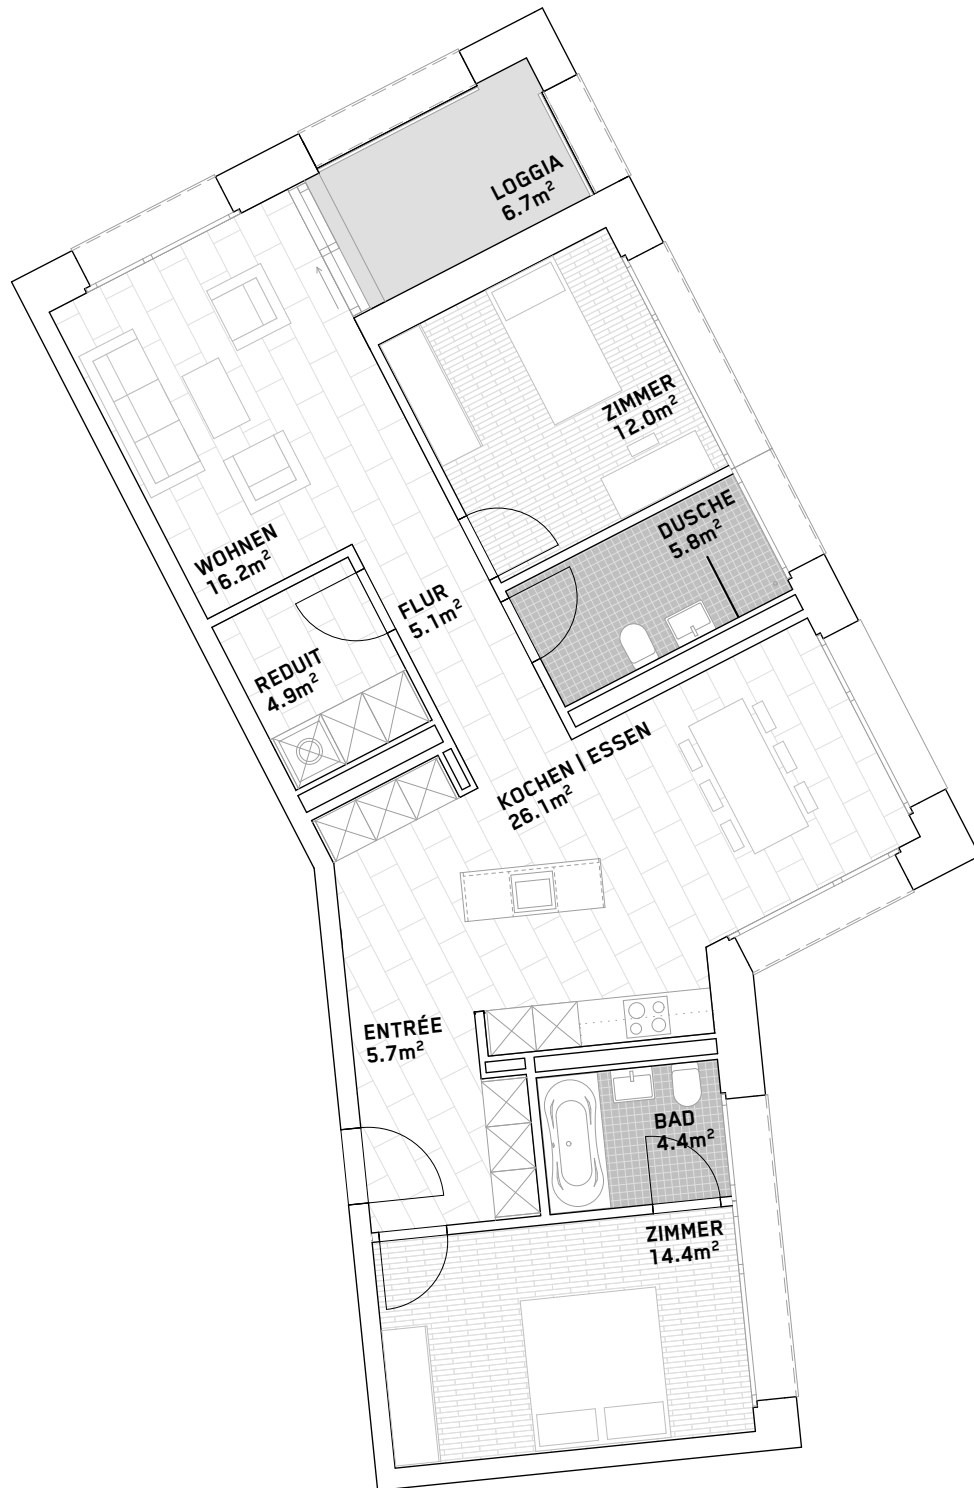 LOGGIA
6.7m²
ZIMMER
12.0m²
DUSCHE
5.8m²
WOHNEN
16.2m²
FLUR
5.1m²
REDUIT
4.9m²
KOCHEN | ESSEN
26.1m²
ENTRÉE
5.7m²
BAD
4.4m²
ZIMMER
14.4m²